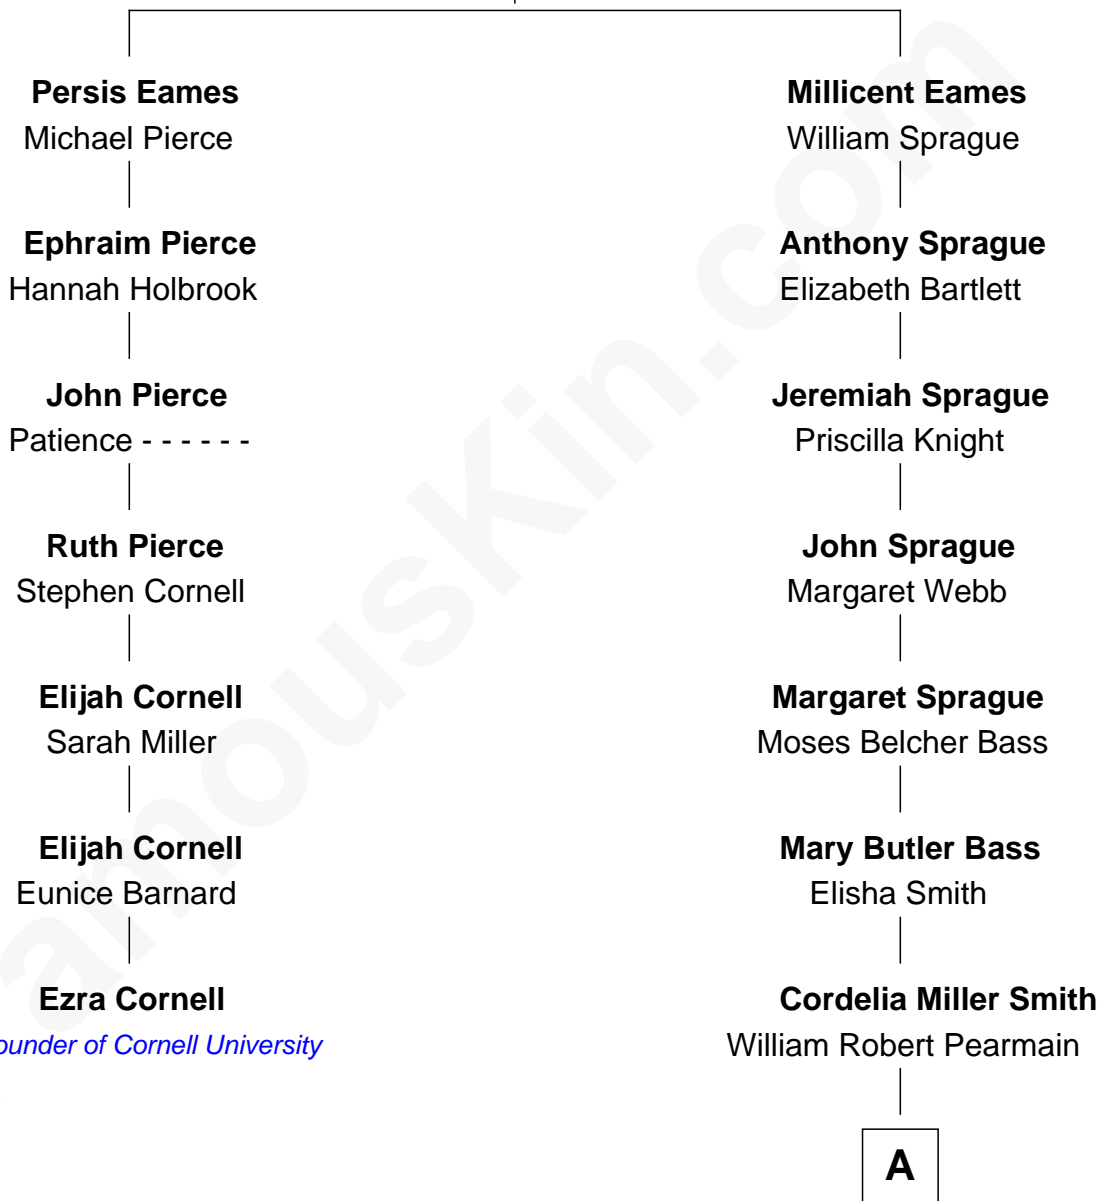 Persis Eames
Michael Pierce
Millicent Eames
William Sprague
Ephraim Pierce
Hannah Holbrook
Anthony Sprague
Elizabeth Bartlett
John Pierce
Patience - - - - - -
Jeremiah Sprague
Priscilla Knight
Ruth Pierce
Stephen Cornell
John Sprague
Margaret Webb
Elijah Cornell
Sarah Miller
Margaret Sprague
Moses Belcher Bass
Elijah Cornell
Eunice Barnard
Mary Butler Bass
Elisha Smith
Ezra Cornell
ounder of Cornell University
Cordelia Miller Smith
William Robert Pearmain
A
amouskin.com